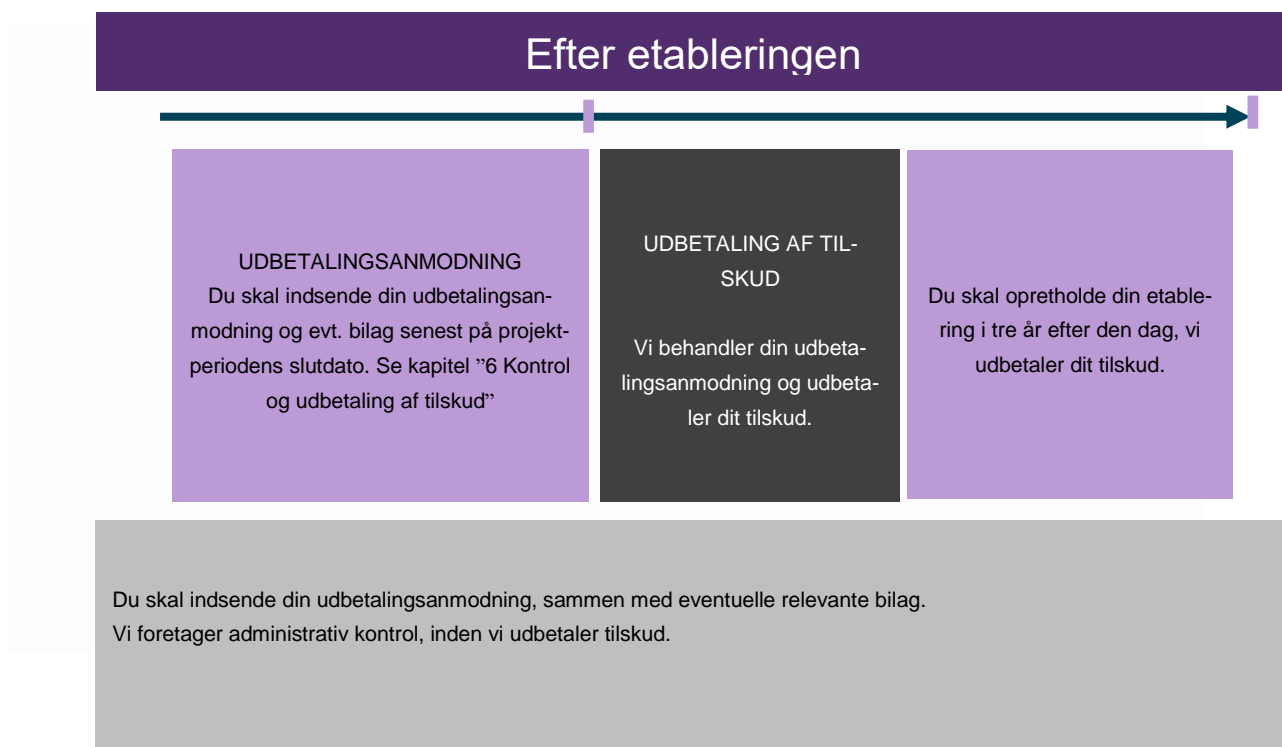 Efter etableringen
UDBETALINGSANMODNING
Du skal indsende din udbetalingsan-
modning og evt. bilag senest på projekt-
periodens slutdato. Se kapitel ”6 Kontrol
og udbetaling af tilskud”
UDBETALING AF TIL-
SKUD
Vi behandler din udbeta-
lingsanmodning og udbeta-
ler dit tilskud.
Du skal opretholde din etable-
ring i tre år efter den dag, vi
udbetaler dit tilskud.
Du skal indsende din udbetalingsanmodning, sammen med eventuelle relevante bilag.
Vi foretager administrativ kontrol, inden vi udbetaler tilskud.